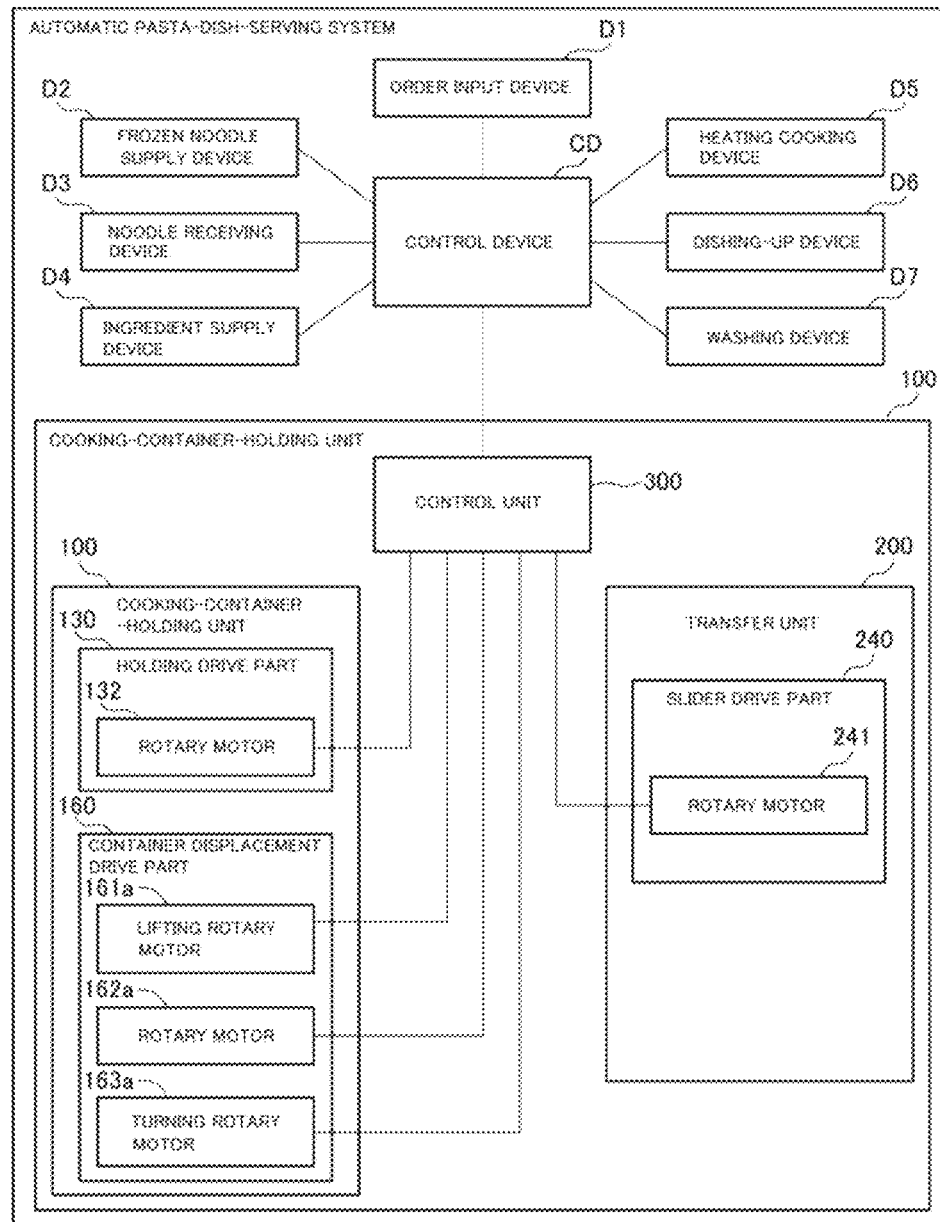 AUTOMATIC PASTA-DISH-SERVING SYSTEM
D1
ORDER INPUT DEVICE
D2
FROZEN NOODLE
SUPPLY DEVICE
D5
HEATING COOKING
DEVICE
CD
CONTROL DEVICE
D3
NOODLE RECEIVING
DEVICE
D6
DISHING-UP DEVICE
D4
INGREDIENT SUPPLY
DEVICE
D7
WASHING DEVICE
100
COOKING-CONTAINER-HOLDING UNIT
300
CONTROL UNIT
100
COOKING-CONTAINER
-HOLDING UNIT
130
HOLDING DRIVE PART
132
ROTARY MOTOR
160
CONTAINER DISPLACEMENT
DRIVE PART
161a
LIFTING ROTARY
MOTOR
162a
ROTARY MOTOR
163a
TURNING ROTARY
MOTOR
200
TRANSFER UNIT
240
SLIDER DRIVE PART
241
ROTARY MOTOR